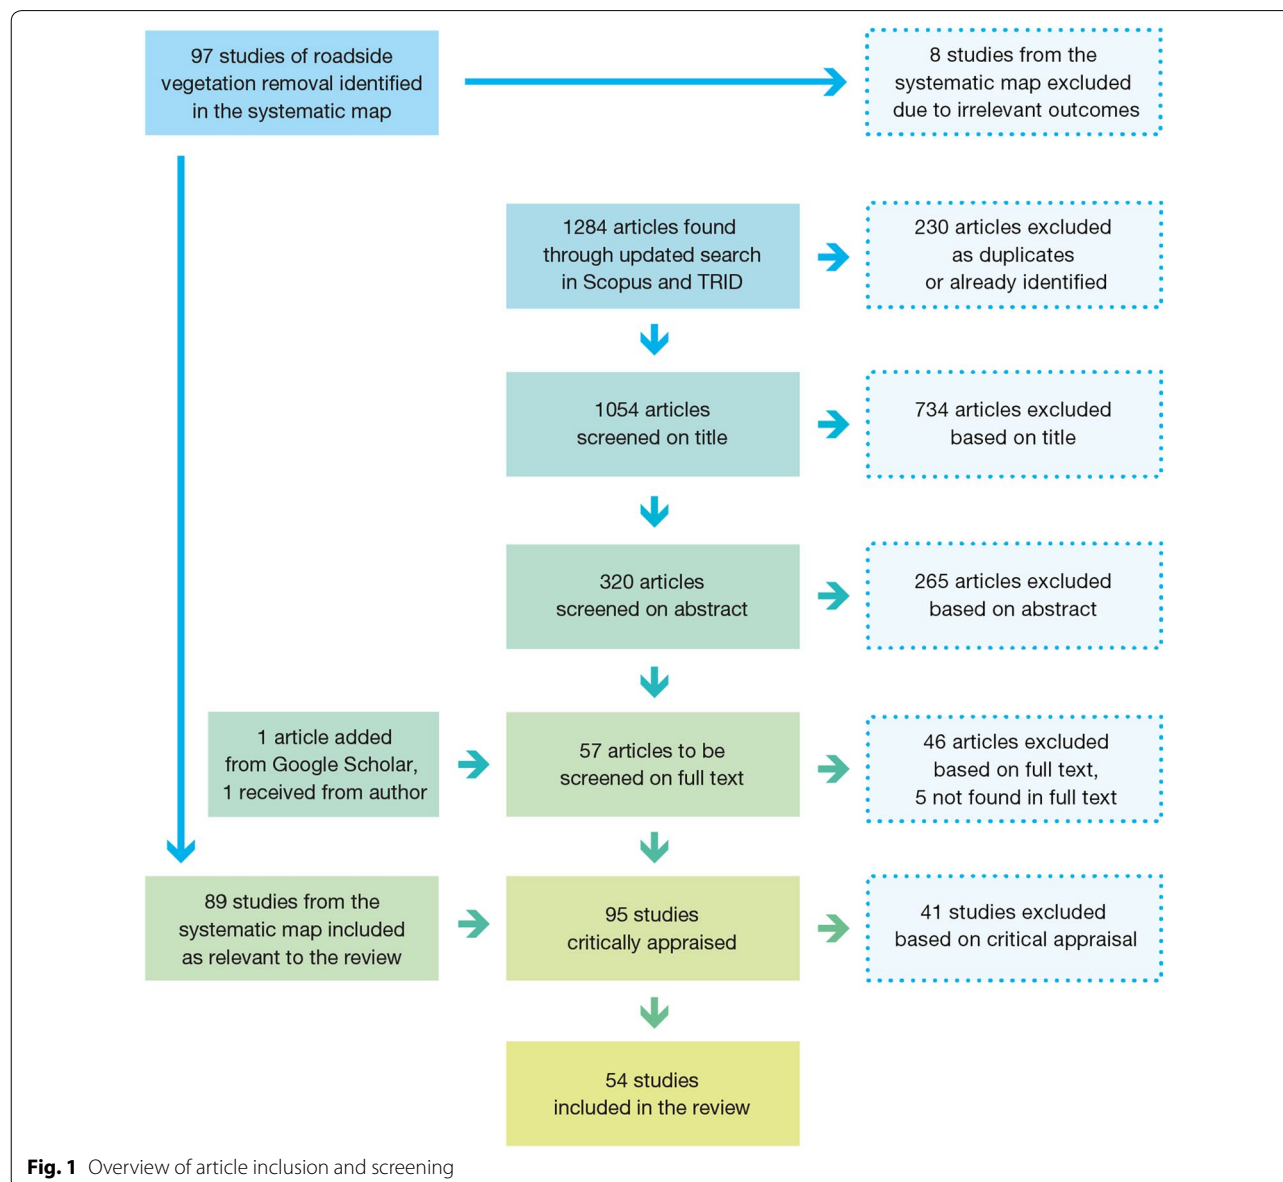 97 studies of roadside
vegetation removal identified
in the systematic map
8 studies from the
systematic map excluded
due to irrelevant outcomes
1284 articles found
through updated search
in Scopus and TRID
230 articles excluded
as duplicates
or already identified
1054 articles
screened on title
734 articles excluded
based on title
320 articles
screened on abstract
265 articles excluded
based on abstract
1 article added
from Google Scholar,
1 received from author
57 articles to be
screened on full text
46 articles excluded
based on full text,
5 not found in full text
89 studies from the
systematic map included
as relevant to the review
95 studies
critically appraised
41 studies excluded
based on critical appraisal
54 studies
included in the review
Fig. 1 Overview of article inclusion and screening